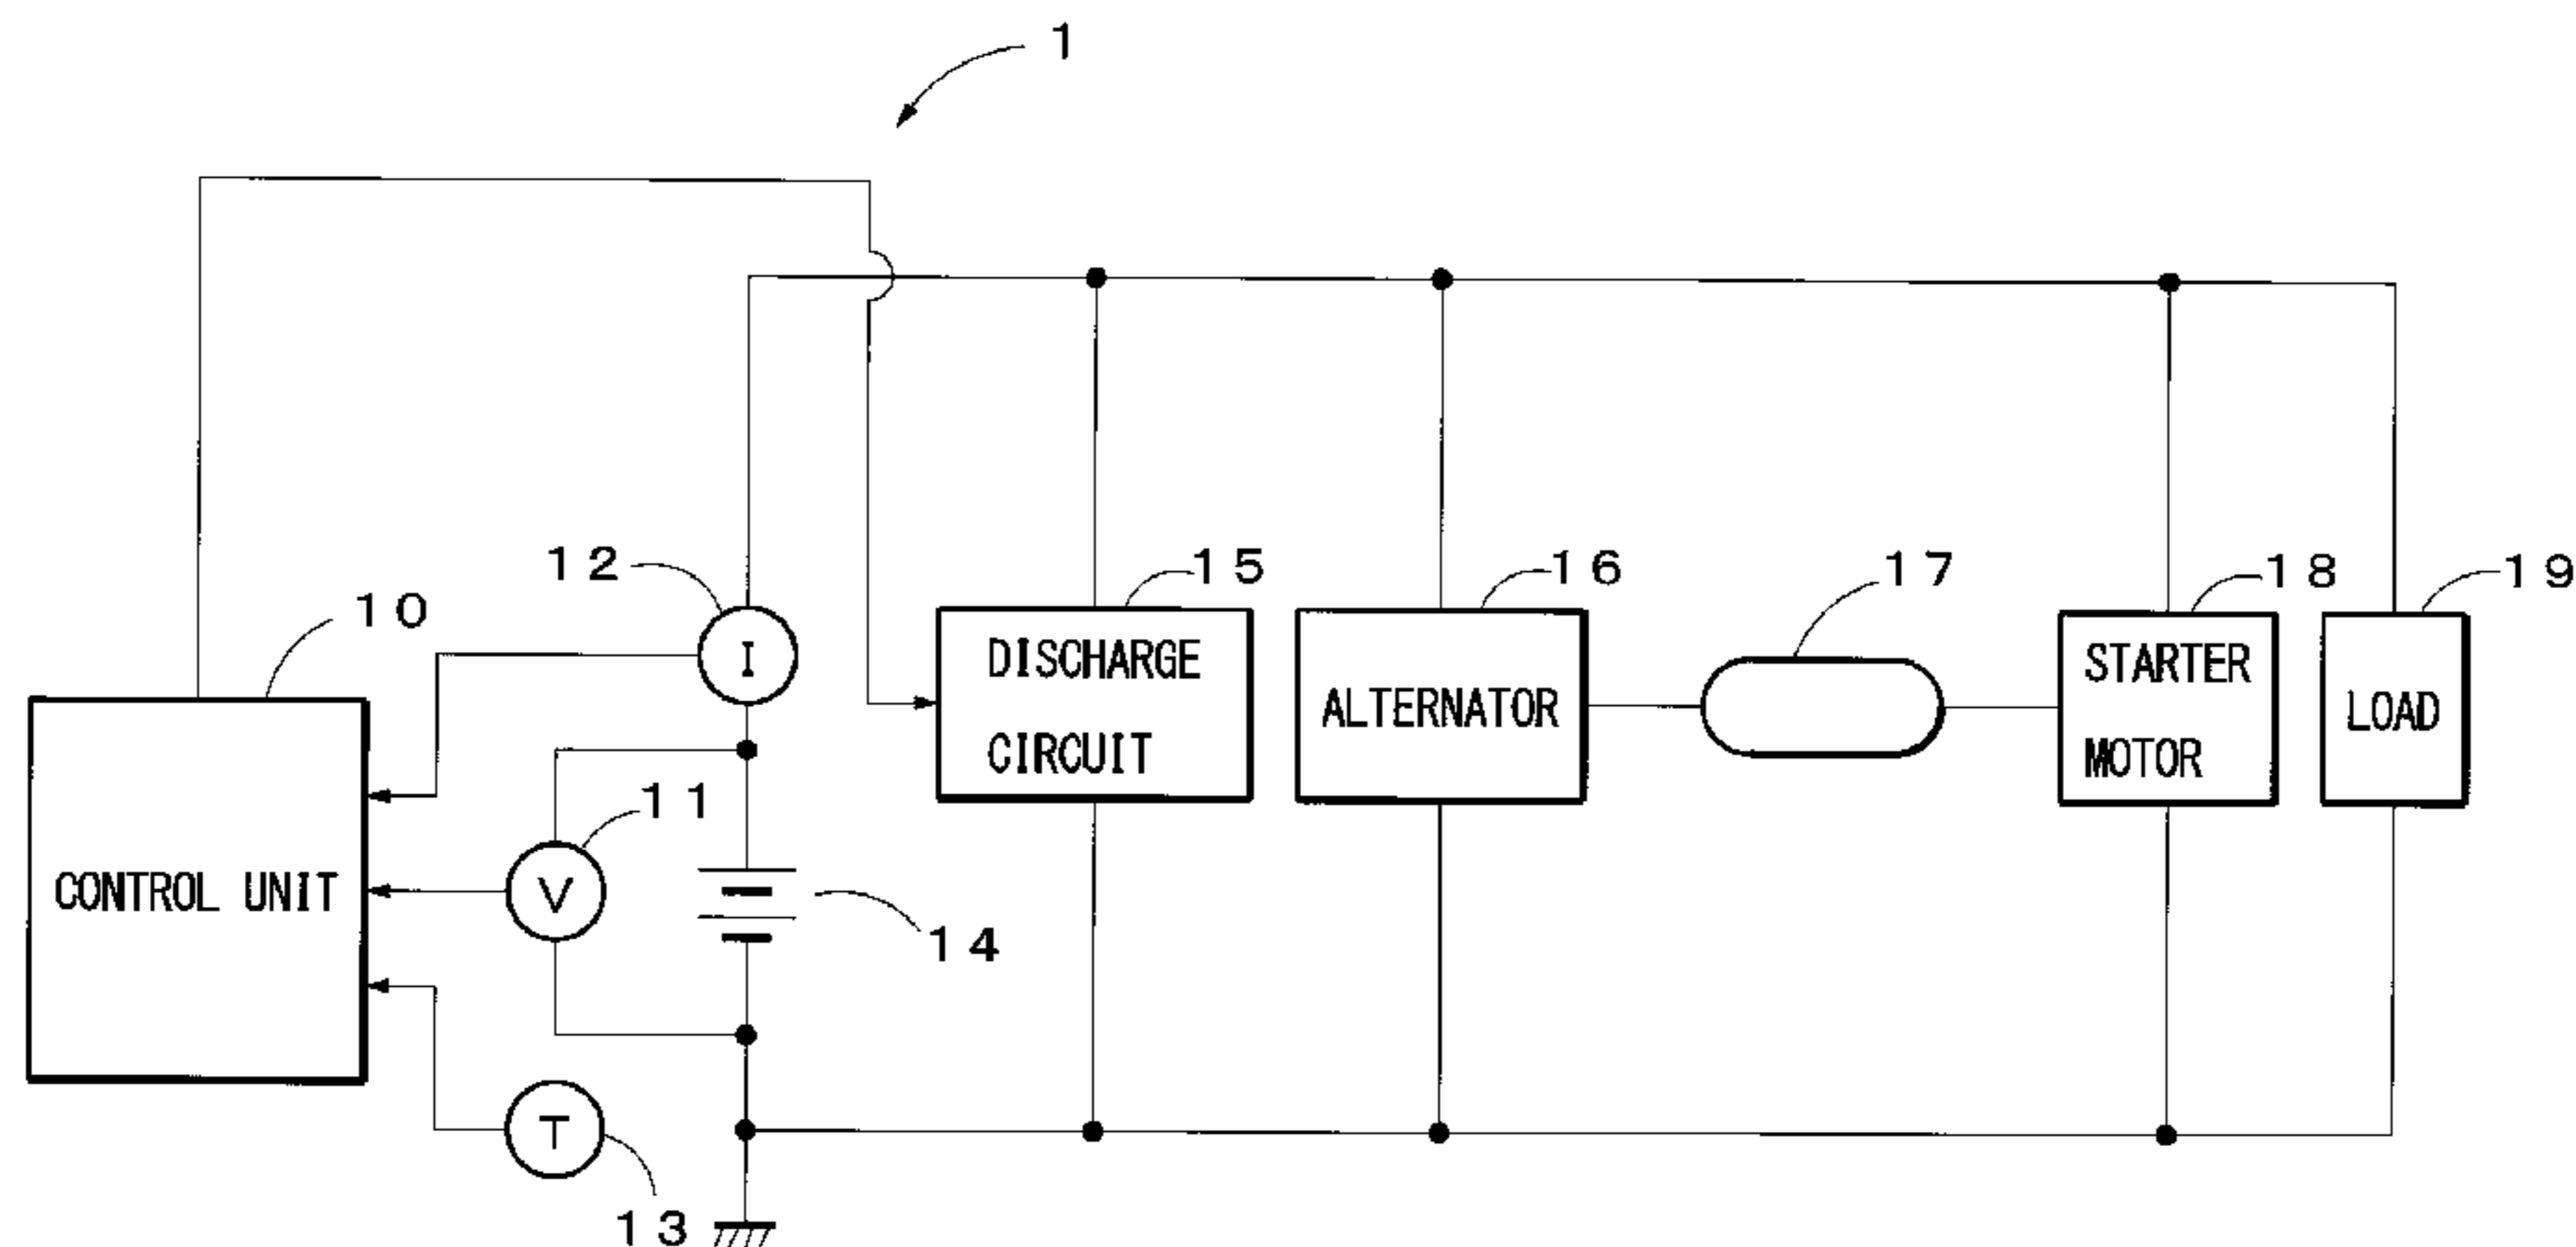 1
12
15
16
17
18
19
10
I
DISCHARGE
CIRCUIT
ALTERNATOR
STARTER
MOTOR
LOAD
11
CONTROL UNIT
V
14
T
13